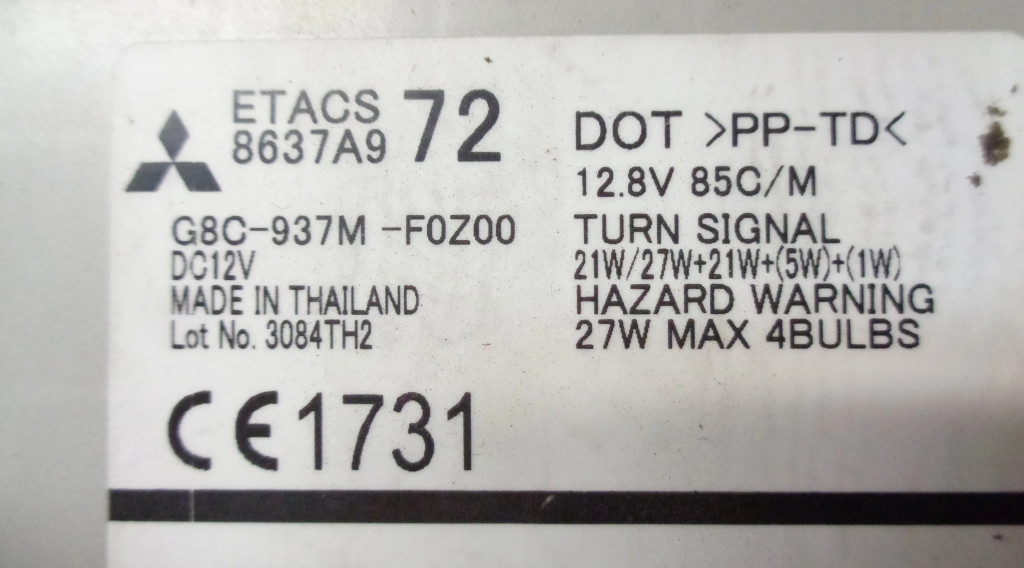 ETACS
8637A9 72
G8C-937M -F0Z00
DC12V
MADE IN THAILAND
Lot No. 3084TH2
CE1731
DOT >PP-TD<
12.8V 85C/M
TURN SIGNAL
21W/27W+21W+(5W)+(1W)
HAZARD WARNING
27W MAX 4BULBS